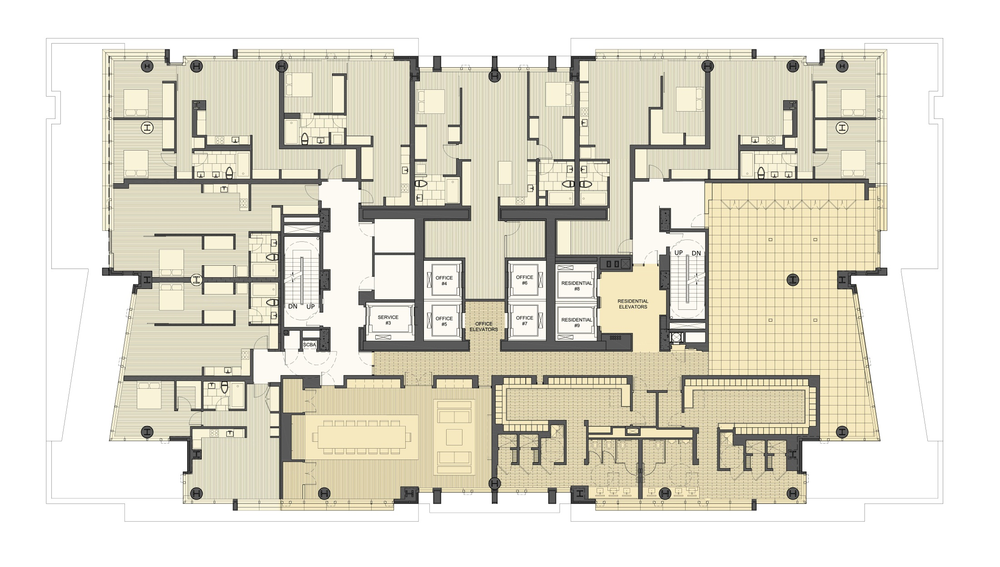 UP DN
OFFICE
#4
OFFICE
#6
RESIDENTIAL
#8
RESIDENTIAL
ELEVATORS
DN UP
SERVICE
#3
OFFICE
#5
OFFICE
ELEVATORS
OFFICE
#7
RESIDENTIAL
#9
SCBA